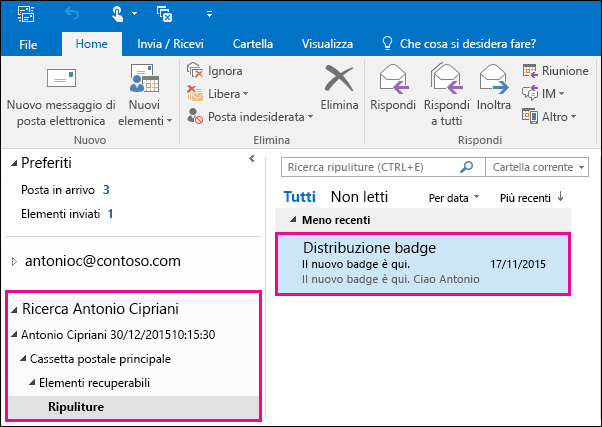 File
Home
Invia / Ricevi
Cartella
Visualizza
Che cosa si desidera fare?
Nuovo messaggio di
posta elettronica
Nuovi
elementi
Nuovo
Ignora
Libera
Posta indesiderata
Elimina
Elimina
Rispondi
Rispondi
a tutti
Inoltra
Riunione
IM
Altro
Rispondi
Preferiti
Posta in arrivo 3
Elementi inviati 1
antonioc@contoso.com
Ricerca Antonio Cipriani
Antonio Cipriani 30/12/201510:15:30
Cassetta postale principale
Elementi recuperabili
Ripuliture
Ricerca ripuliture (CTRL+E)
Cartella corrente
Tutti Non letti
Per data
Più recenti
Meno recenti
Distribuzione badge
Il nuovo badge è qui. 17/11/2015
Il nuovo badge è qui. Ciao Antonio